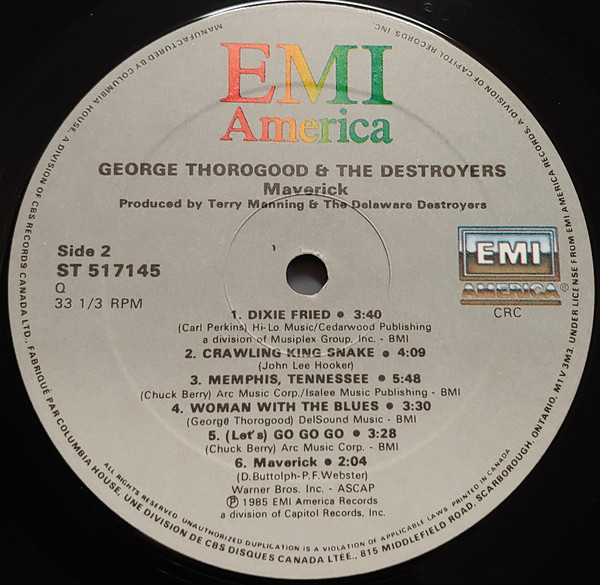 EMI
America
GEORGE THOROGOOD & THE DESTROYERS
Maverick
Produced by Terry Manning & The Delaware Destroyers
Side 2
ST 517145
Q
33 1/3 RPM
EMI
AMERICA®
CRC
1. DIXIE FRIED • 3:40
(Carl Perkins) Hi-Lo Music/Cedarwood Publishing
a division of Musiplex Group, Inc. - BMI
2. CRAWLING KING SNAKE • 4:09
(John Lee Hooker)
3. MEMPHIS, TENNESSEE • 5:48
(Chuck Berry) Arc Music Corp./Isalee Music Publishing - BMI
4. WOMAN WITH THE BLUES • 3:30
(George Thorogood) DelSound Music - BMI
5. (Let's) GO GO GO • 3:28
(Chuck Berry) Arc Music Corp. - BMI
6. Maverick • 2:04
(D.Buttolph-P.F.Webster)
Warner Bros. Inc. - ASCAP
℗ 1985 EMI America Records
a division of Capitol Records, Inc.
ALL RIGHTS RESERVED. UNAUTHORIZED DUPLICATION IS A VIOLATION OF APPLICABLE LAWS. PRINTED IN CANADA
MANUFACTURED BY COLUMBIA HOUSE, A DIVISION OF CBS RECORDS CANADA LTD., FABRIQUÉ PAR COLUMBIA HOUSE, UNE DIVISION DE CBS DISQUES CANADA LTEE., 815 MIDDLEFIELD ROAD, SCARBOROUGH, ONTARIO, M1V 3M3, UNDER LICENSE FROM EMI AMERICA RECORDS, A DIVISION OF CAPITOL RECORDS INC.